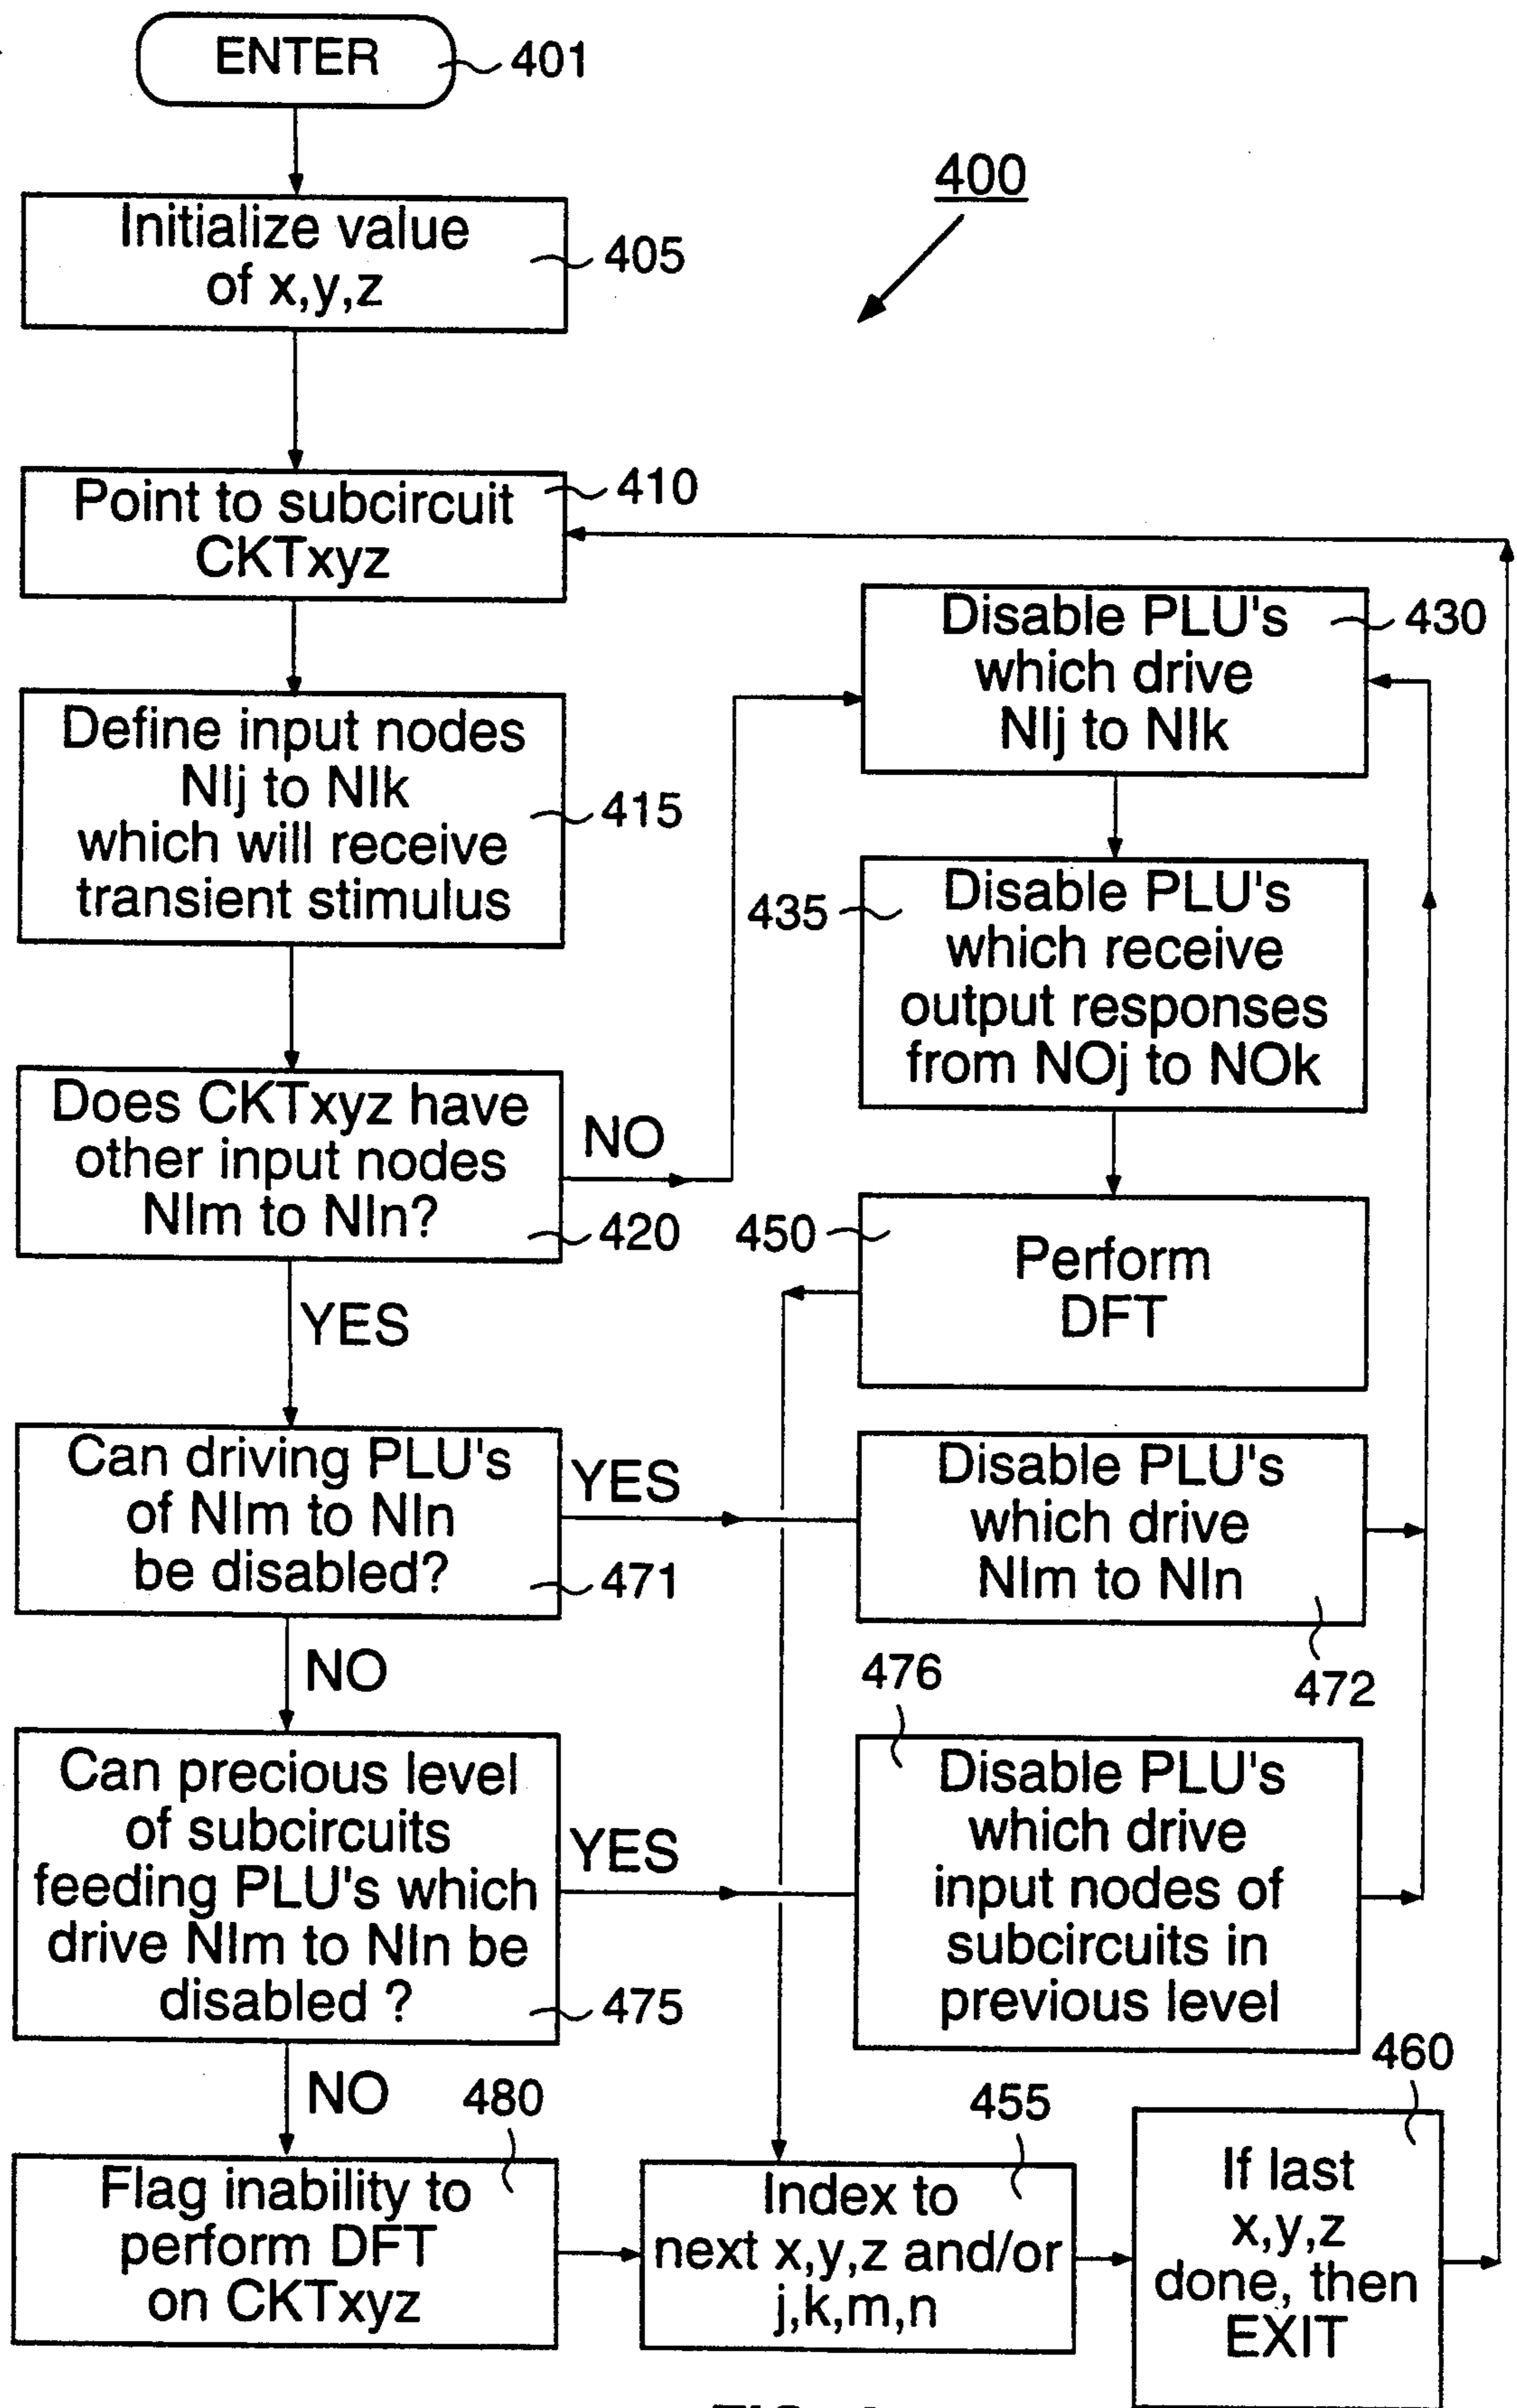 ENTER
401
400
Initialize value
of x,y,z
405
Point to subcircuit
CKTxyz
410
Define input nodes
NIj to NIk
which will receive
transient stimulus
415
Does CKTxyz have
other input nodes
NIm to NIn?
420
NO
YES
Disable PLU's
which drive
NIj to NIk
430
Disable PLU's
which receive
output responses
from NOj to NOk
435
Perform
DFT
450
Can driving PLU's
of NIm to NIn
be disabled?
471
YES
NO
Disable PLU's
which drive
NIm to NIn
472
Can precious level
of subcircuits
feeding PLU's which
drive NIm to NIn be
disabled ?
475
YES
NO
476
Disable PLU's
which drive
input nodes of
subcircuits in
previous level
480
Flag inability to
perform DFT
on CKTxyz
455
Index to
next x,y,z and/or
j,k,m,n
460
If last
x,y,z
done, then
EXIT